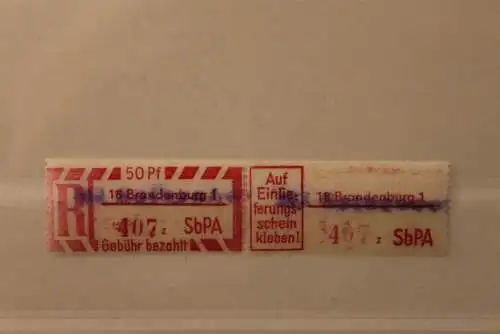 50 Pf
R
18 Brandenburg 1
407 z SbPA
Gebühr bezahlt
Auf
Einlie-
ferungs-
schein
kleben!
18 Brandenburg 1
407 z SbPA